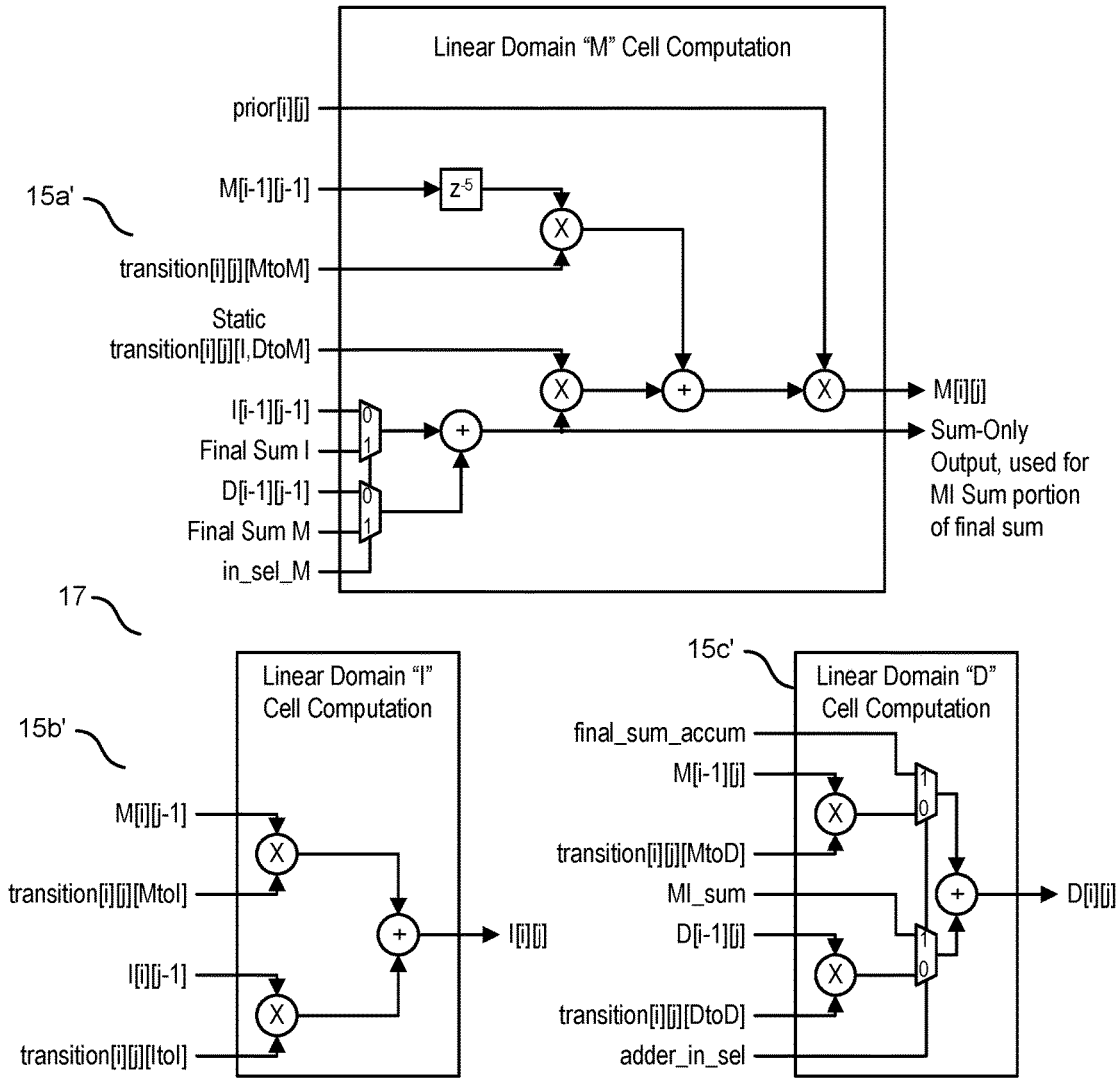 Linear Domain “M” Cell Computation
prior[i][j]
M[i-1][j-1]
z-5
X
15a'
transition[i][j][MtoM]
Static
transition[i][j][I,DtoM]
X
+
X
M[i][j]
I[i-1][j-1]
0
+
Sum-Only
Output, used for
MI Sum portion
of final sum
Final Sum I
1
D[i-1][j-1]
0
Final Sum M
1
in_sel_M
17
Linear Domain “I”
Cell Computation
15b'
M[i][j-1]
X
transition[i][j][MtoI]
+
I[i][j]
I[i][j-1]
X
transition[i][j][ItoI]
15c'
Linear Domain “D”
Cell Computation
final_sum_accum
1
M[i-1][j]
0
X
transition[i][j][MtoD]
MI_sum
+
D[i][j]
D[i-1][j]
1
0
X
transition[i][j][DtoD]
adder_in_sel